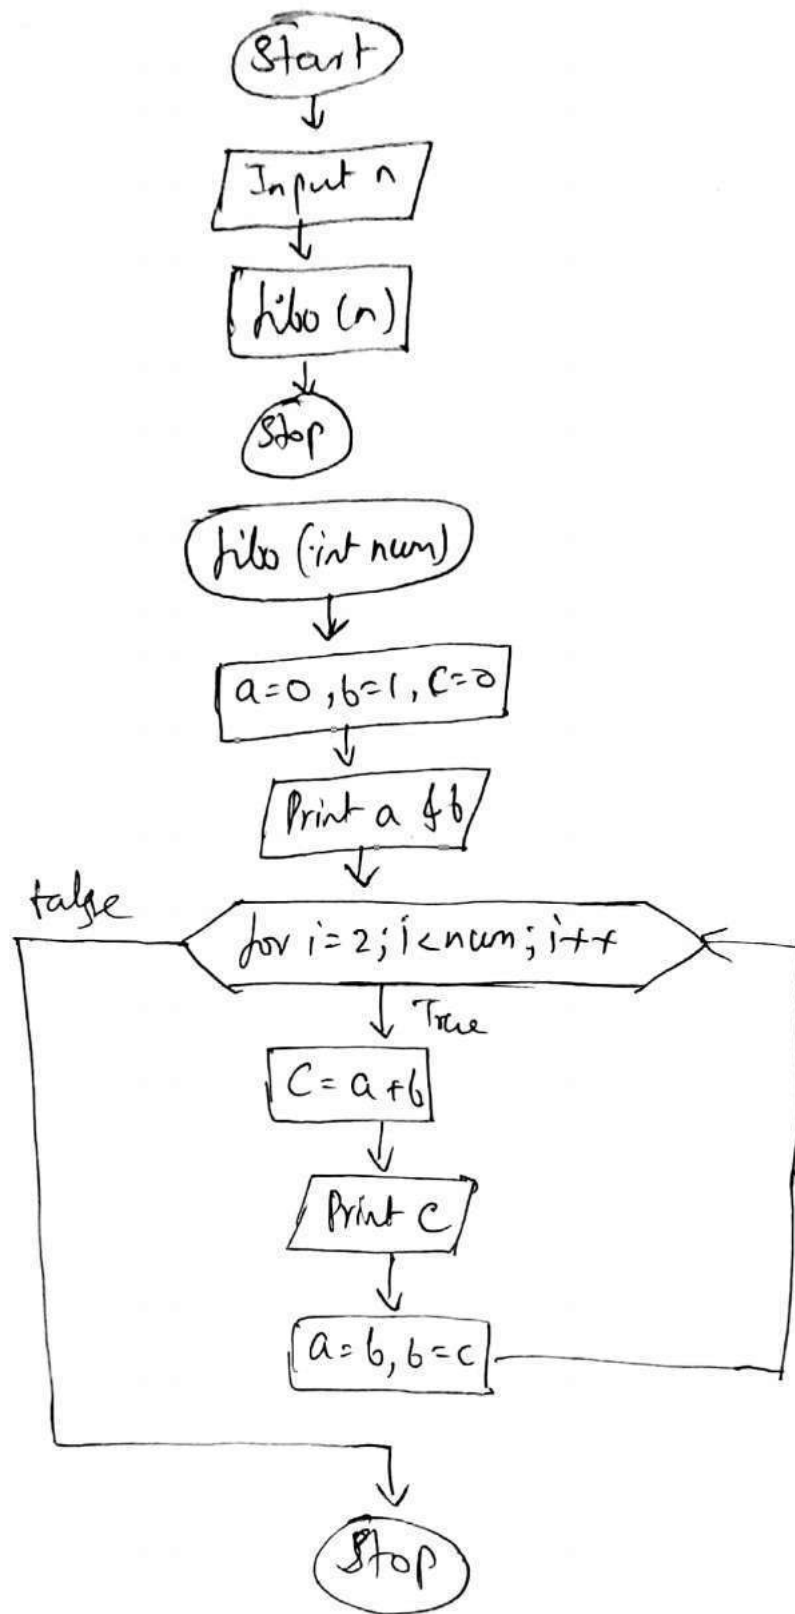 Start
Input n
fibo (n)
Stop
fibo (int num)
a=0, b=1, c=0
Print a & b
false
for i=2; i<num; i++
True
C=a+b
Print C
a=b, b=c
Stop